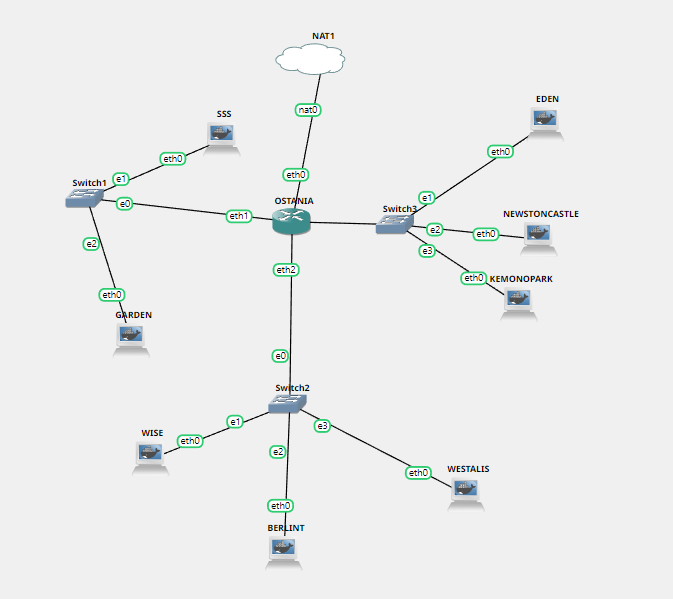 NAT1
nat0
eth0
OSTANIA
SSS
eth0
e1
Switch1
e0
eth1
e2
eth0
GARDEN
EDEN
eth0
e1
Switch3
e2
eth0
NEWSTONCASTLE
e3
eth0
KEMONOPARK
eth2
e0
Switch2
e1
eth0
WISE
e2
eth0
BERLINT
e3
eth0
WESTALIS